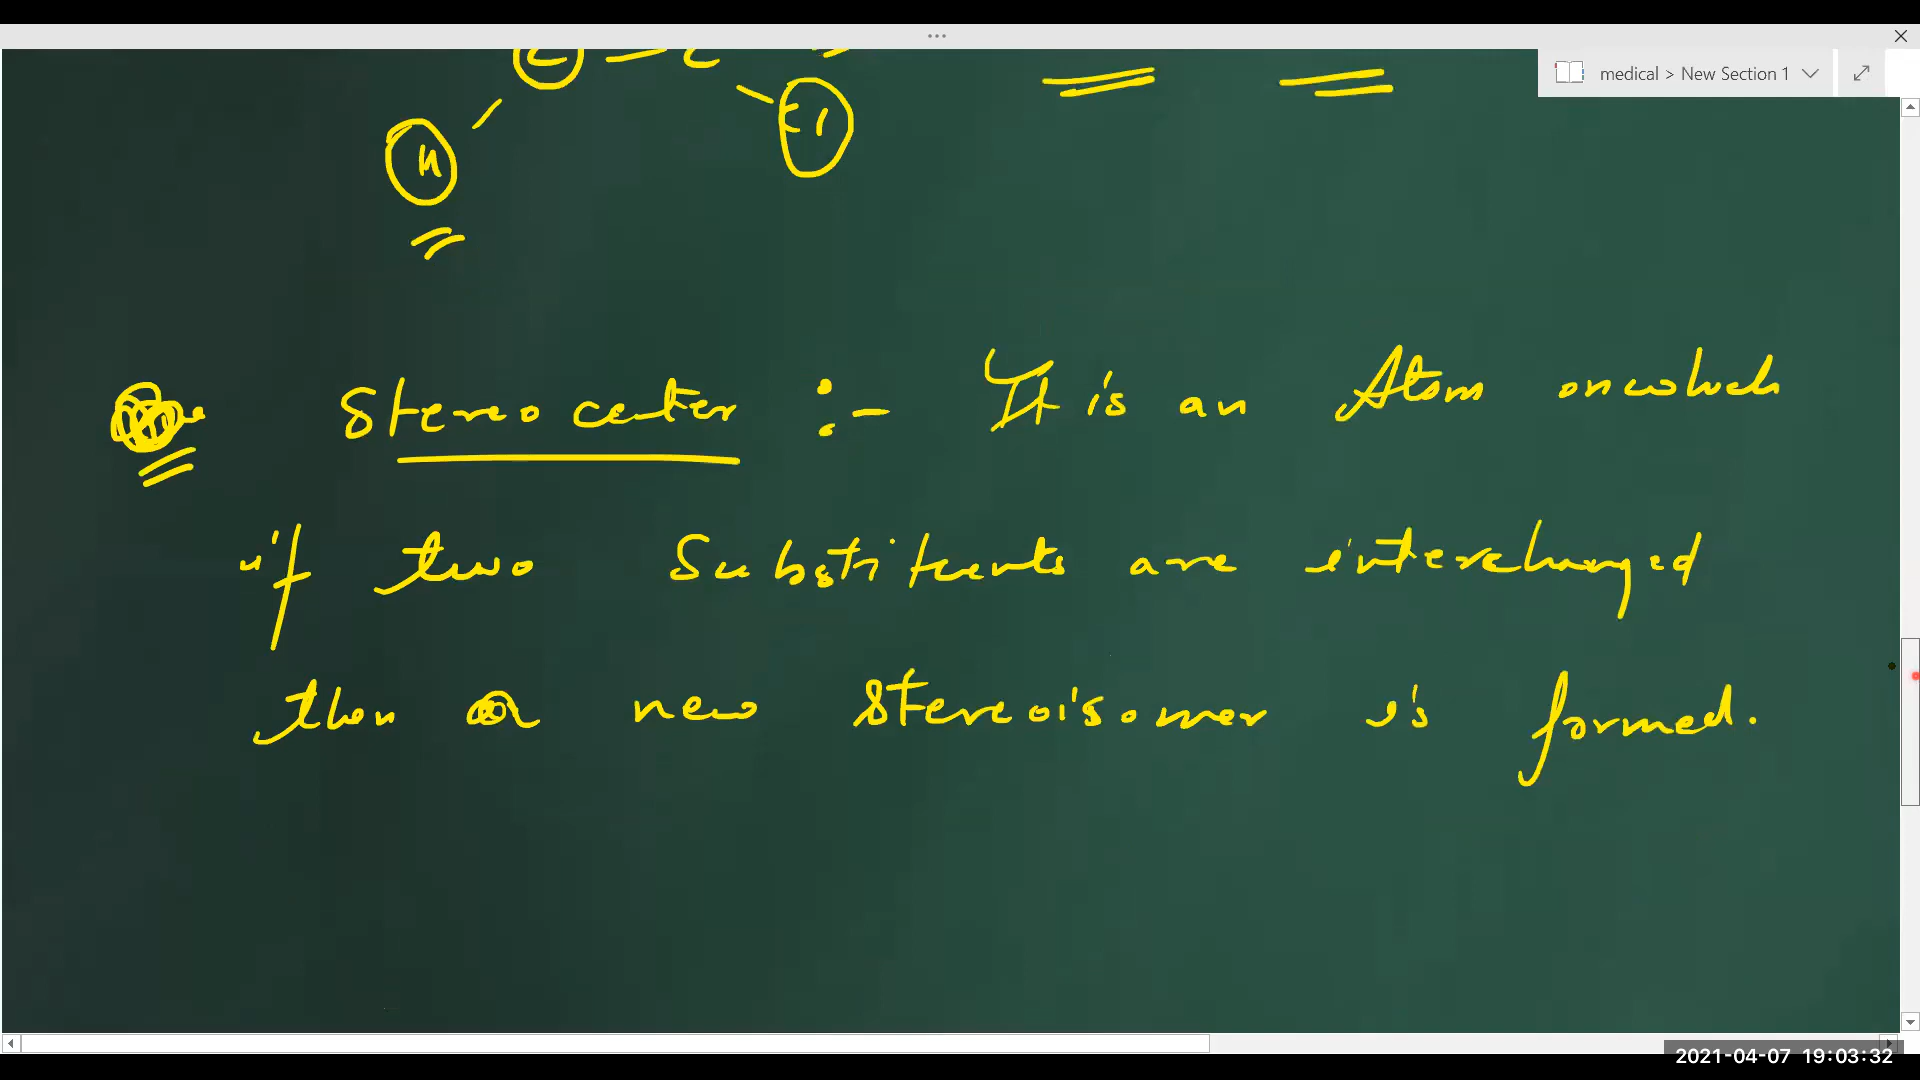 medical > New Section 1
C — C
H
Cl
Stereo center :- It is an Atom on which
if two Substituents are interchanged
then a new Stereoisomer is formed.
2021-04-07 19:03:32